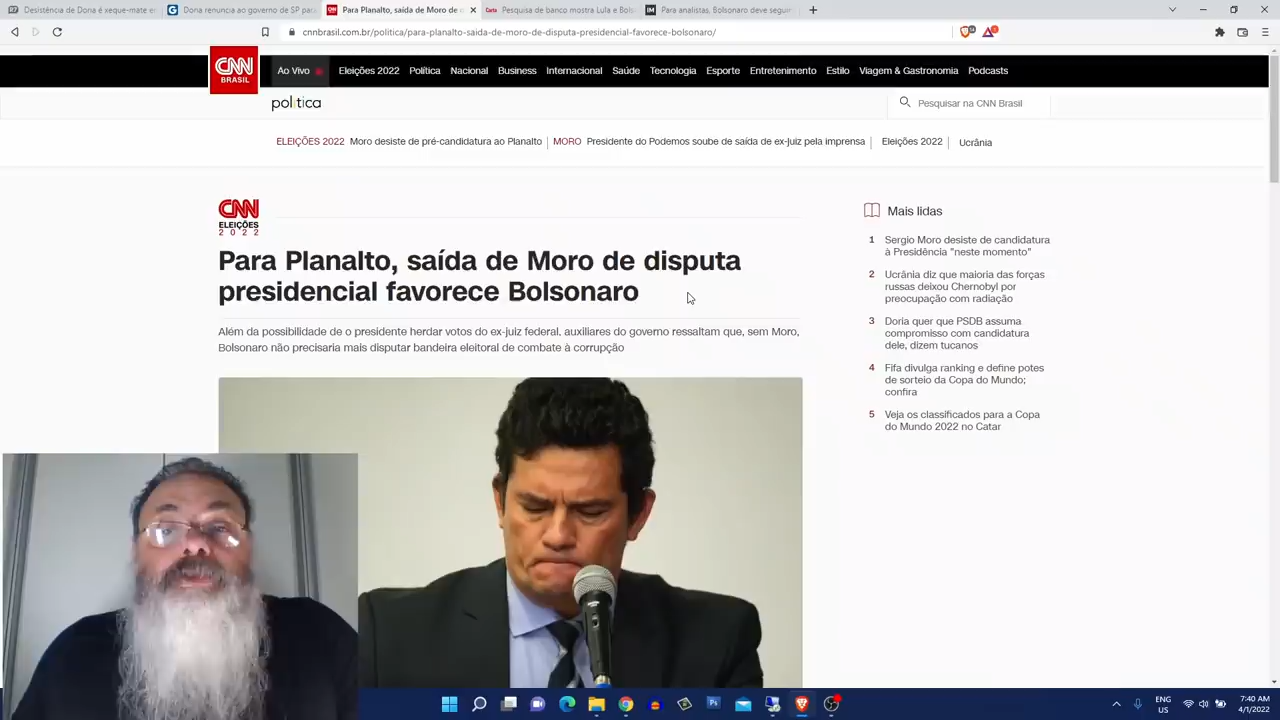 Desistência de Doria é xeque-mate e
Doria renuncia ao governo de SP para
Para Planalto, saída de Moro de
Pesquisa de banco mostra Lula e Bols
Para analistas, Bolsonaro deve segui
cnnbrasil.com.br/politica/para-planalto-saida-de-moro-de-disputa-presidencial-favorece-bolsonaro/
CNN
BRASIL
Ao Vivo
Eleições 2022
Política
Nacional
Business
Internacional
Saúde
Tecnologia
Esporte
Entretenimento
Estilo
Viagem & Gastronomia
Podcasts
política
Pesquisar na CNN Brasil
ELEIÇÕES 2022 Moro desiste de pré-candidatura ao Planalto
MORO Presidente do Podemos soube de saída de ex-juiz pela imprensa
Eleições 2022
Ucrânia
CNN
ELEIÇÕES
2022
Para Planalto, saída de Moro de disputa
presidencial favorece Bolsonaro
Além da possibilidade de o presidente herdar votos do ex-juiz federal, auxiliares do governo ressaltam que, sem Moro,
Bolsonaro não precisaria mais disputar bandeira eleitoral de combate à corrupção
Mais lidas
1 Sergio Moro desiste de candidatura
à Presidência "neste momento"
2 Ucrânia diz que maioria das forças
russas deixou Chernobyl por
preocupação com radiação
3 Doria quer que PSDB assuma
compromisso com candidatura
dele, dizem tucanos
4 Fifa divulga ranking e define potes
de sorteio da Copa do Mundo;
confira
5 Veja os classificados para a Copa
do Mundo 2022 no Catar
ENG
US
7:40 AM
4/1/2022